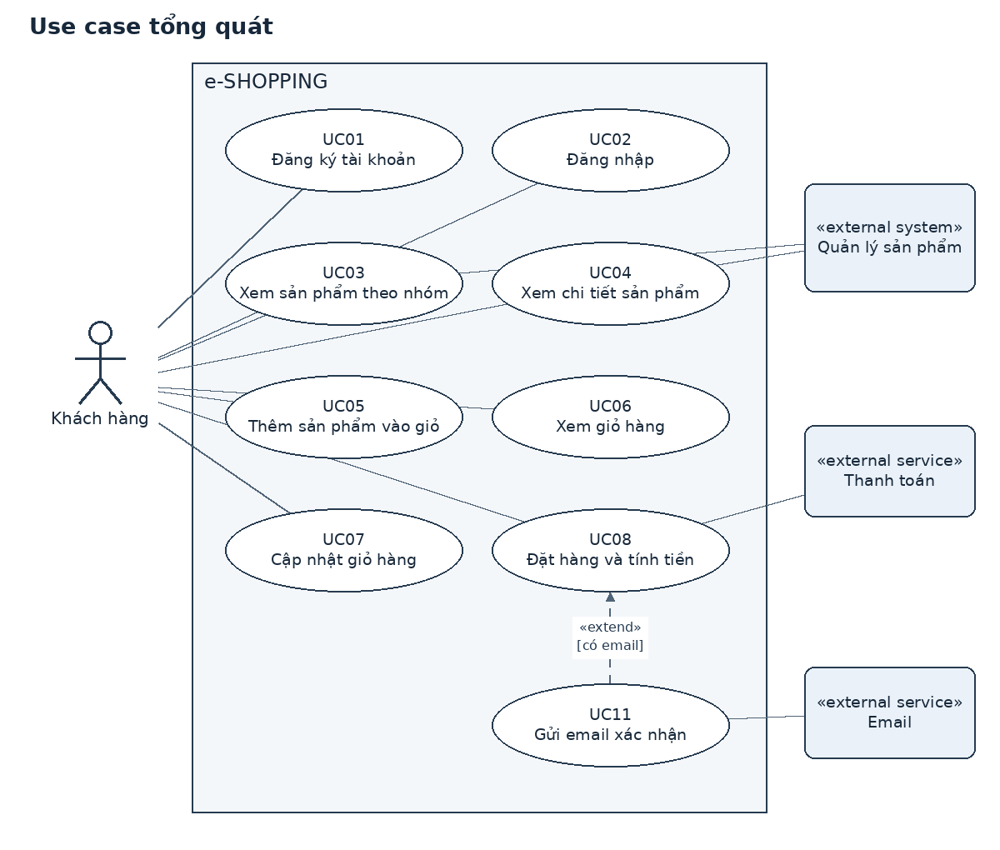 Use case tổng quát
e-SHOPPING
UC01
Đăng ký tài khoản
UC02
Đăng nhập
«external system»
Quản lý sản phẩm
UC03
Xem sản phẩm theo nhóm
UC04
Xem chi tiết sản phẩm
Khách hàng
UC05
Thêm sản phẩm vào giỏ
UC06
Xem giỏ hàng
«external service»
Thanh toán
UC07
Cập nhật giỏ hàng
UC08
Đặt hàng và tính tiền
«extend»
[có email]
UC11
Gửi email xác nhận
«external service»
Email